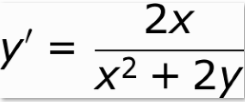 y′ = 2x / (x² + 2y)